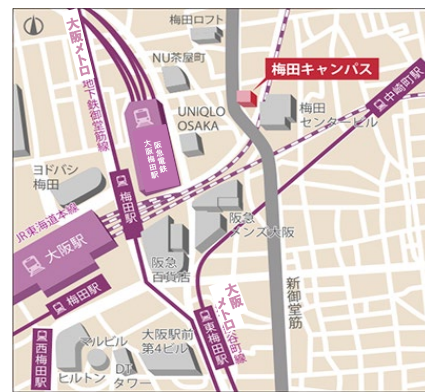 梅田ロフト
大阪メトロ 地下鉄御堂筋線
NU茶屋町
梅田キャンパス
阪急電鉄
大阪梅田駅
UNIQLO
OSAKA
梅田
センタービル
中崎町駅
ヨドバシ
梅田
JR東海道本線
梅田駅
大阪駅
阪急
メンズ大阪
阪急
百貨店
新御堂筋
梅田駅
大阪
メトロ谷町線
東梅田駅
西梅田駅
マルビル
ヒルトン
DT
タワー
大阪駅前
第4ビル